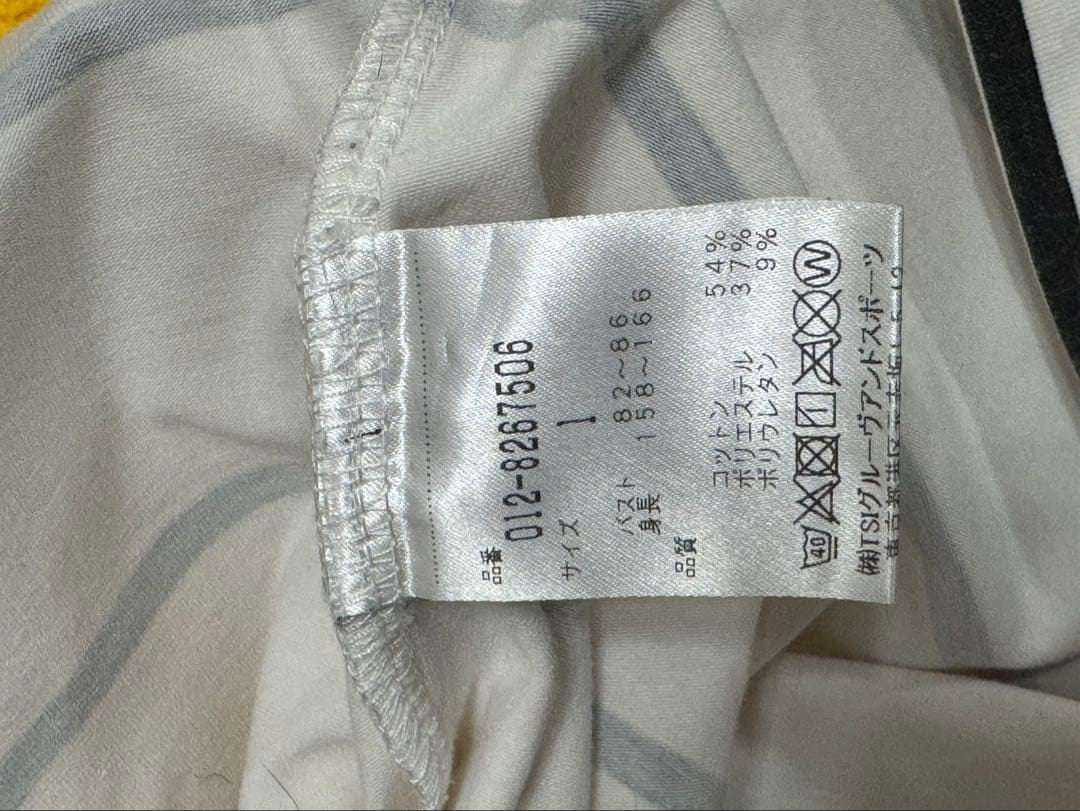 品番
012-8267506
サイズ 1
バスト 82～86
身長 158～166
品質
コットン 54%
ポリエステル 37%
ポリウレタン 9%
40 W
(株)TSIグルーヴアンドスポーツ